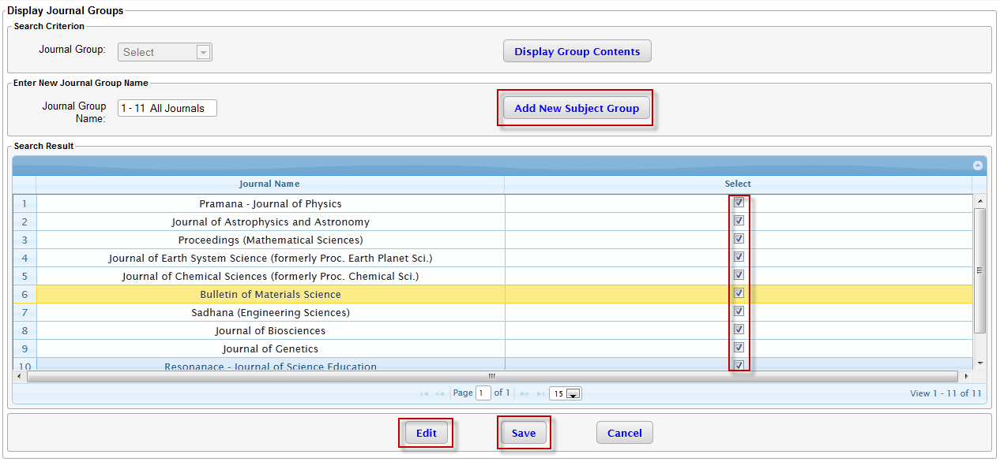 Display Journal Groups
Search Criterion
Journal Group: Select Display Group Contents
Enter New Journal Group Name
Journal Group
Name: 1 - 11 All Journals Add New Subject Group
Search Result
Journal Name Select
1 Pramana - Journal of Physics
2 Journal of Astrophysics and Astronomy
3 Proceedings (Mathematical Sciences)
4 Journal of Earth System Science (formerly Proc. Earth Planet Sci.)
5 Journal of Chemical Sciences (formerly Proc. Chemical Sci.)
6 Bulletin of Materials Science
7 Sadhana (Engineering Sciences)
8 Journal of Biosciences
9 Journal of Genetics
10 Resonanace - Journal of Science Education
Page 1 of 1 15 View 1 - 11 of 11
Edit Save Cancel